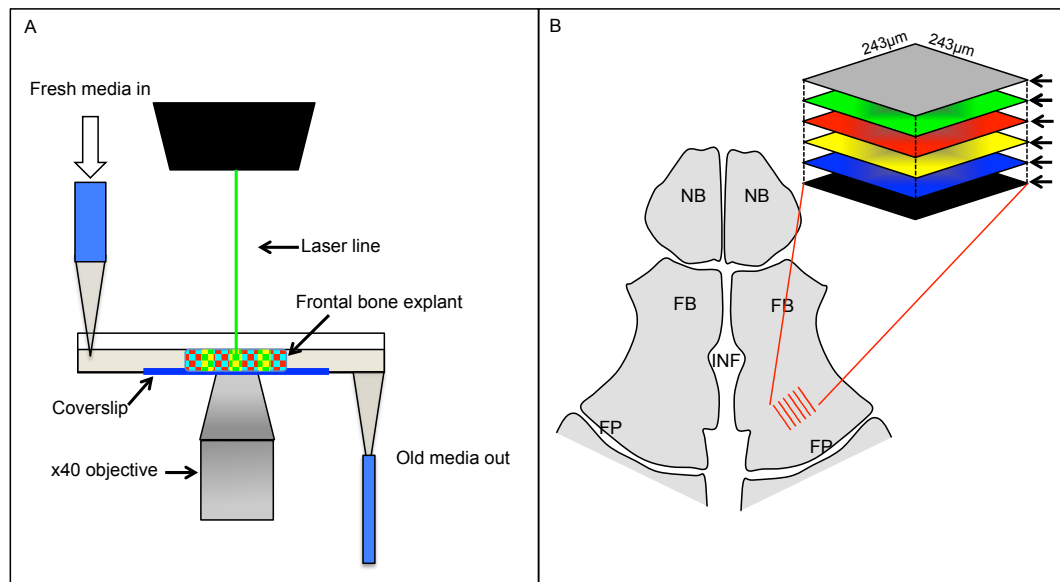 A
Fresh media in
Laser line
Frontal bone explant
Coverslip
x40 objective
Old media out
B
243µm 243µm
NB NB
FB FB
INF
FP FP